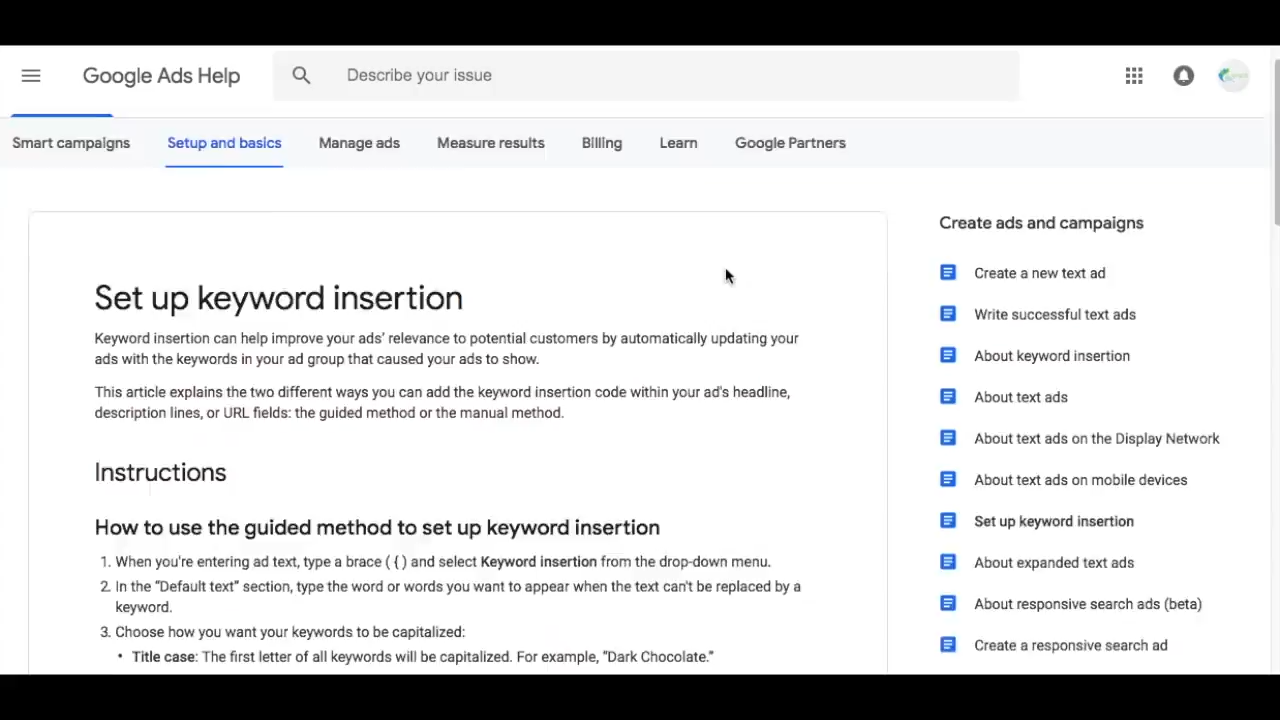 Google Ads Help
Describe your issue
Smart campaigns
Setup and basics
Manage ads
Measure results
Billing
Learn
Google Partners
Set up keyword insertion
Keyword insertion can help improve your ads' relevance to potential customers by automatically updating your
ads with the keywords in your ad group that caused your ads to show.
This article explains the two different ways you can add the keyword insertion code within your ad's headline,
description lines, or URL fields: the guided method or the manual method.
Instructions
How to use the guided method to set up keyword insertion
1. When you're entering ad text, type a brace ( { ) and select Keyword insertion from the drop-down menu.
2. In the “Default text” section, type the word or words you want to appear when the text can't be replaced by a
keyword.
3. Choose how you want your keywords to be capitalized:
• Title case: The first letter of all keywords will be capitalized. For example, “Dark Chocolate.”
Create ads and campaigns
Create a new text ad
Write successful text ads
About keyword insertion
About text ads
About text ads on the Display Network
About text ads on mobile devices
Set up keyword insertion
About expanded text ads
About responsive search ads (beta)
Create a responsive search ad